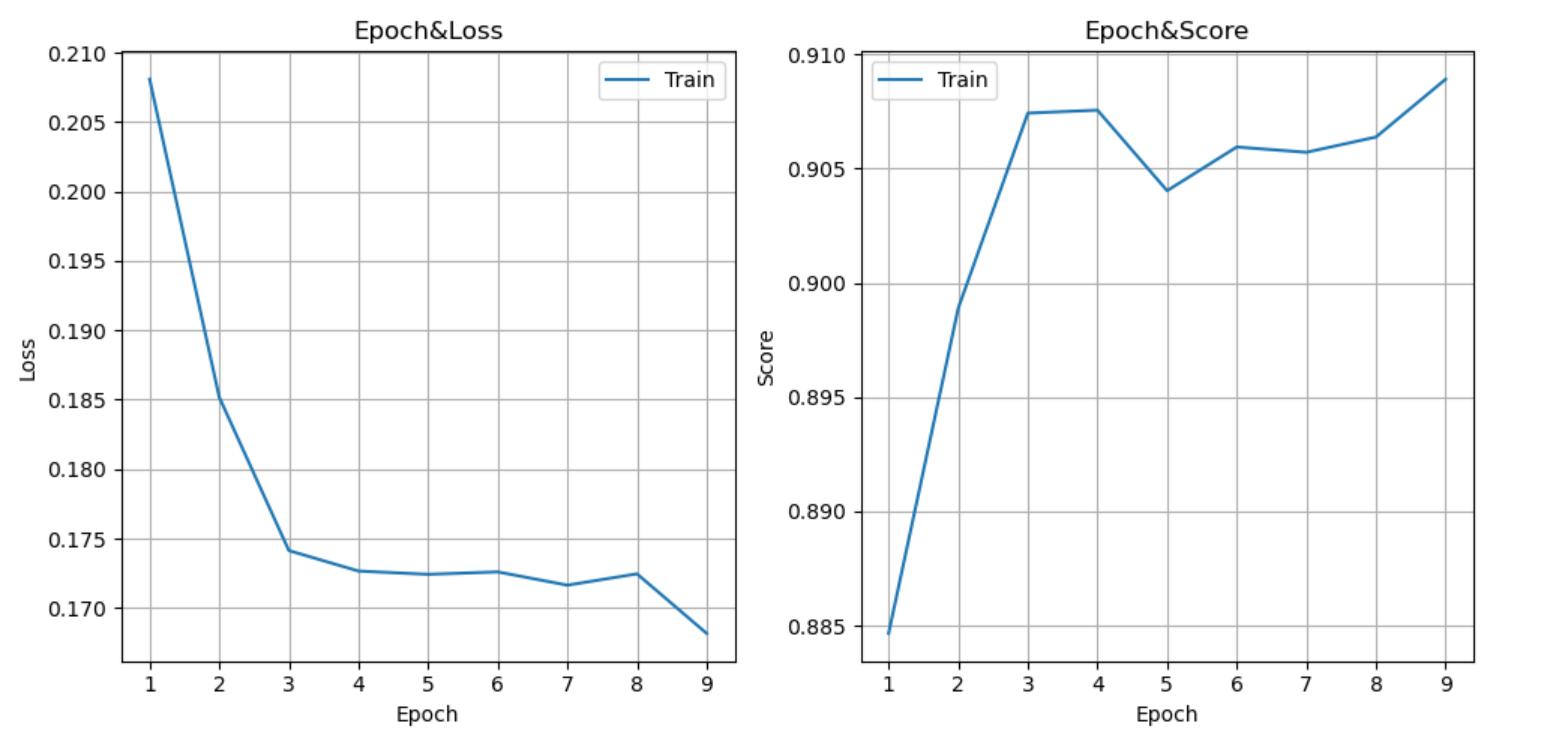 Epoch&Loss
Train
0.210
0.205
0.200
0.195
0.190
0.185
0.180
0.175
0.170
Loss
1 2 3 4 5 6 7 8 9
Epoch
Epoch&Score
Train
0.910
0.905
0.900
0.895
0.890
0.885
Score
1 2 3 4 5 6 7 8 9
Epoch